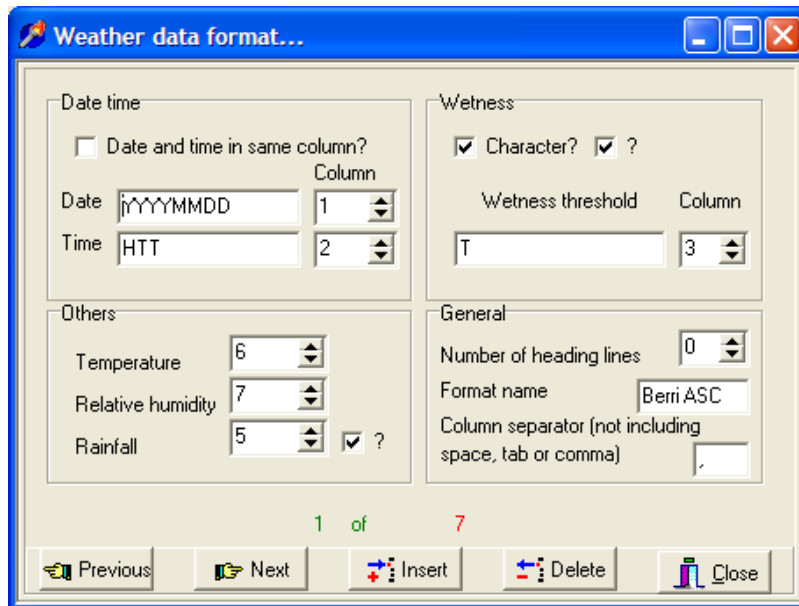 Weather data format...
Date time
Date and time in same column?
Column
Date YYYYMMDD 1
Time HTT 2
Wetness
Character? ?
Wetness threshold Column
T 3
Others
Temperature 6
Relative humidity 7
Rainfall 5 ?
General
Number of heading lines 0
Format name Berri ASC
Column separator (not including
space, tab or comma) ,
1 of 7
Previous Next Insert Delete Close